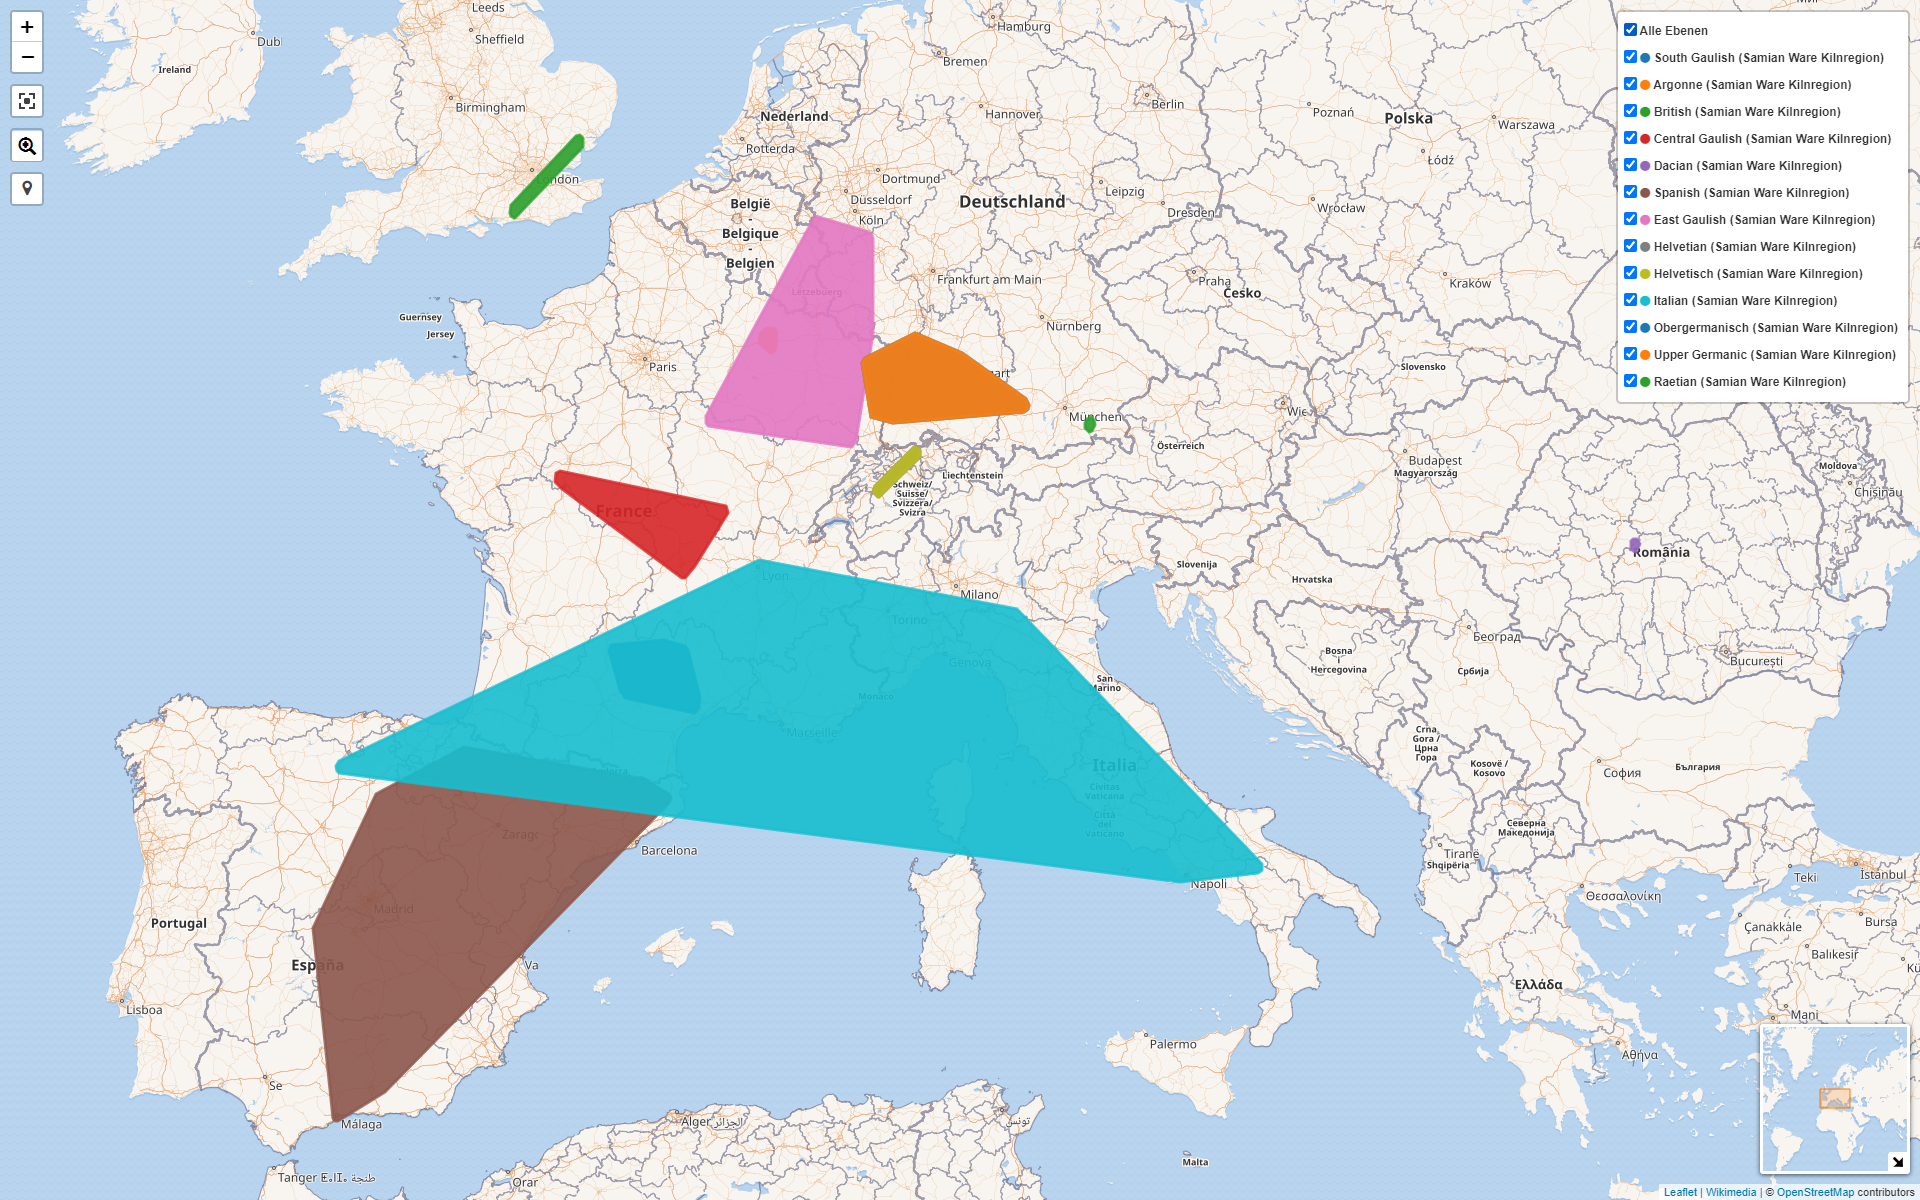 +
−
Alle Ebenen
South Gaulish (Samian Ware Kilnregion)
Argonne (Samian Ware Kilnregion)
British (Samian Ware Kilnregion)
Central Gaulish (Samian Ware Kilnregion)
Dacian (Samian Ware Kilnregion)
Spanish (Samian Ware Kilnregion)
East Gaulish (Samian Ware Kilnregion)
Helvetian (Samian Ware Kilnregion)
Helvetisch (Samian Ware Kilnregion)
Italian (Samian Ware Kilnregion)
Obergermanisch (Samian Ware Kilnregion)
Upper Germanic (Samian Ware Kilnregion)
Raetian (Samian Ware Kilnregion)
Leeds
Hamburg
Dubl
Sheffield
Bremen
Ireland
Birmingham
Berlin
Hannover
Poznań
Nederland
Polska
Warszawa
Rotterda
Łódź
London
Dortmund
Leipzig
Düsseldorf
Deutschland
Wrocław
België
-
Belgique
-
Belgien
Köln
Dresden
Frankfurt am Main
Praha
Česko
Kraków
Lëtzebuerg
Guernsey
Jersey
Nürnberg
Paris
Slovensko
München
Wie
Österreich
Budapest
Magyarország
Moldova
Chișinău
Liechtenstein
Schweiz/
Suisse/
Svizzera/
Svizra
France
România
Slovenija
Lyon
Hrvatska
Milano
Torino
Београд
Bosna
i
Hercegovina
Србија
București
Genova
San
Marino
Monaco
Marseille
Crna
Gora /
Црна
Гора
Kosovë /
Kosovo
София
България
Italia
Civitas
Vaticana
-
Città
del
Vaticano
Северна
Македонија
Zarago
Barcelona
Tiranë
Shqipëria
Napoli
Teki
İstanbul
Θεσσαλονίκη
Madrid
Portugal
Çanakkale
Bursa
España
Va
Balıkesir
Kü
Ελλάδα
Lisboa
Mani
Palermo
Αθήνα
Se
Málaga
Alger الجزائر
تونس
Malta
Tanger ⵟⴰⵏⵊⴰ طنجة
Orar
Leaflet | Wikimedia | © OpenStreetMap contributors